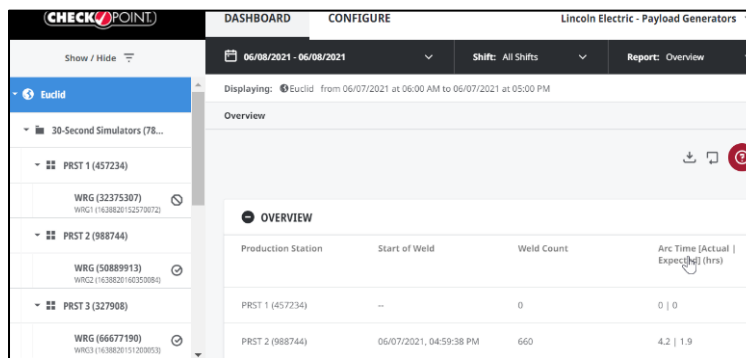 CHECKPOINT.
DASHBOARD CONFIGURE Lincoln Electric - Payload Generators
Show / Hide
06/08/2021 - 06/08/2021 Shift: All Shifts Report: Overview
Euclid
Displaying: Euclid from 06/07/2021 at 06:00 AM to 06/07/2021 at 05:00 PM
Overview
30-Second Simulators (78...
PRST 1 (457234)
WRG (32375307)
WRG1 (1638820152570072)
PRST 2 (988744)
WRG (50889913)
WRG2 (1638820160350084)
PRST 3 (327908)
WRG (66677190)
WRG3 (1638820151200053)
OVERVIEW
Production Station Start of Weld Weld Count Arc Time [Actual |
Expected] (hrs)
PRST 1 (457234) -- 0 0 | 0
PRST 2 (988744) 06/07/2021, 04:59:38 PM 660 4.2 | 1.9